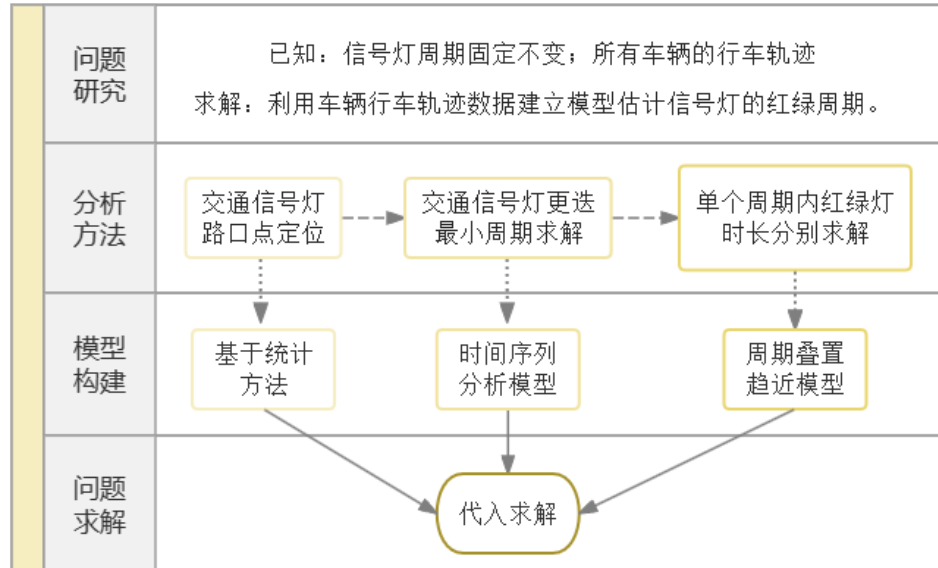 问题
研究
已知：信号灯周期固定不变；所有车辆的行车轨迹
求解：利用车辆行车轨迹数据建立模型估计信号灯的红绿周期。
分析
方法
交通信号灯
路口点定位
交通信号灯更迭
最小周期求解
单个周期内红绿灯
时长分别求解
模型
构建
基于统计
方法
时间序列
分析模型
周期叠置
趋近模型
问题
求解
代入求解